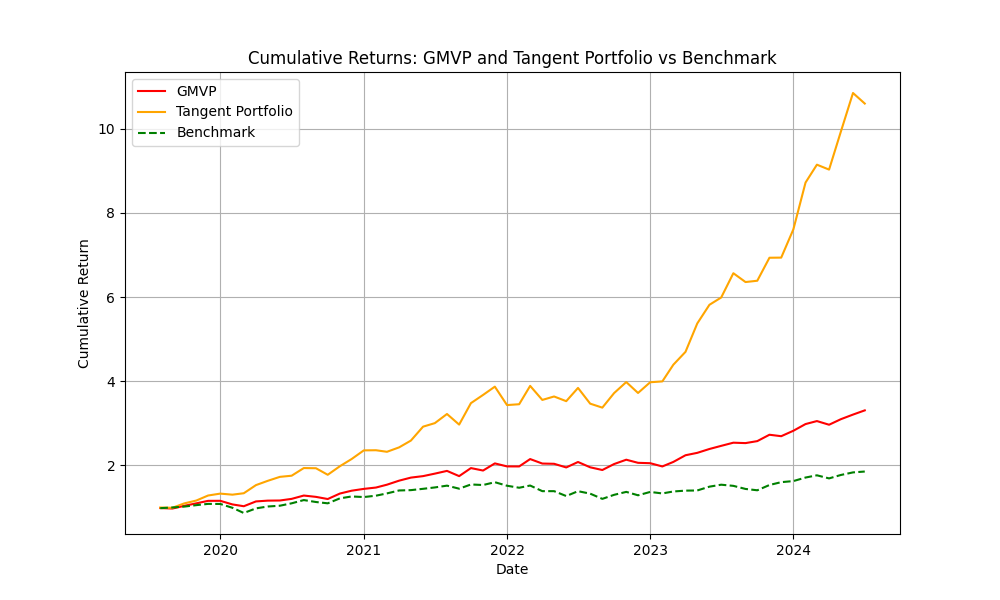 Cumulative Returns: GMVP and Tangent Portfolio vs Benchmark
GMVP
Tangent Portfolio
Benchmark
Cumulative Return
10
8
6
4
2
2020 2021 2022 2023 2024
Date